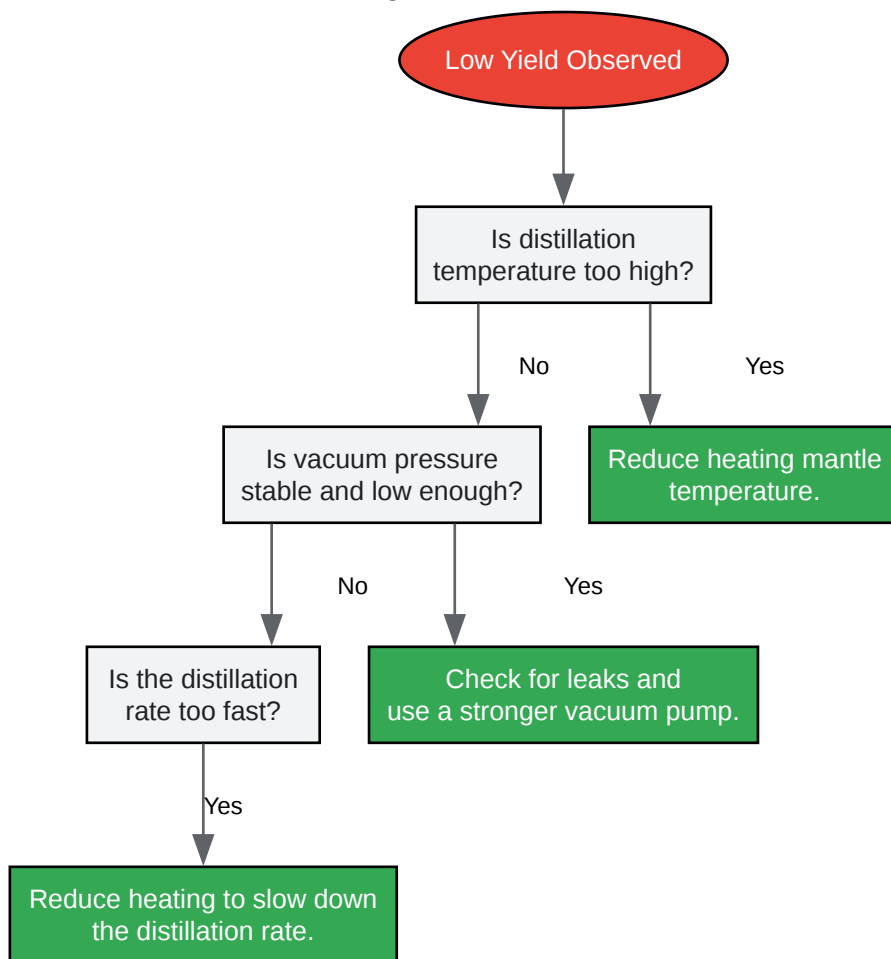 Low Yield Observed
Is distillation
temperature too high?
No
Yes
Is vacuum pressure
stable and low enough?
Reduce heating mantle
temperature.
No
Yes
Is the distillation
rate too fast?
Check for leaks and
use a stronger vacuum pump.
Yes
Reduce heating to slow down
the distillation rate.